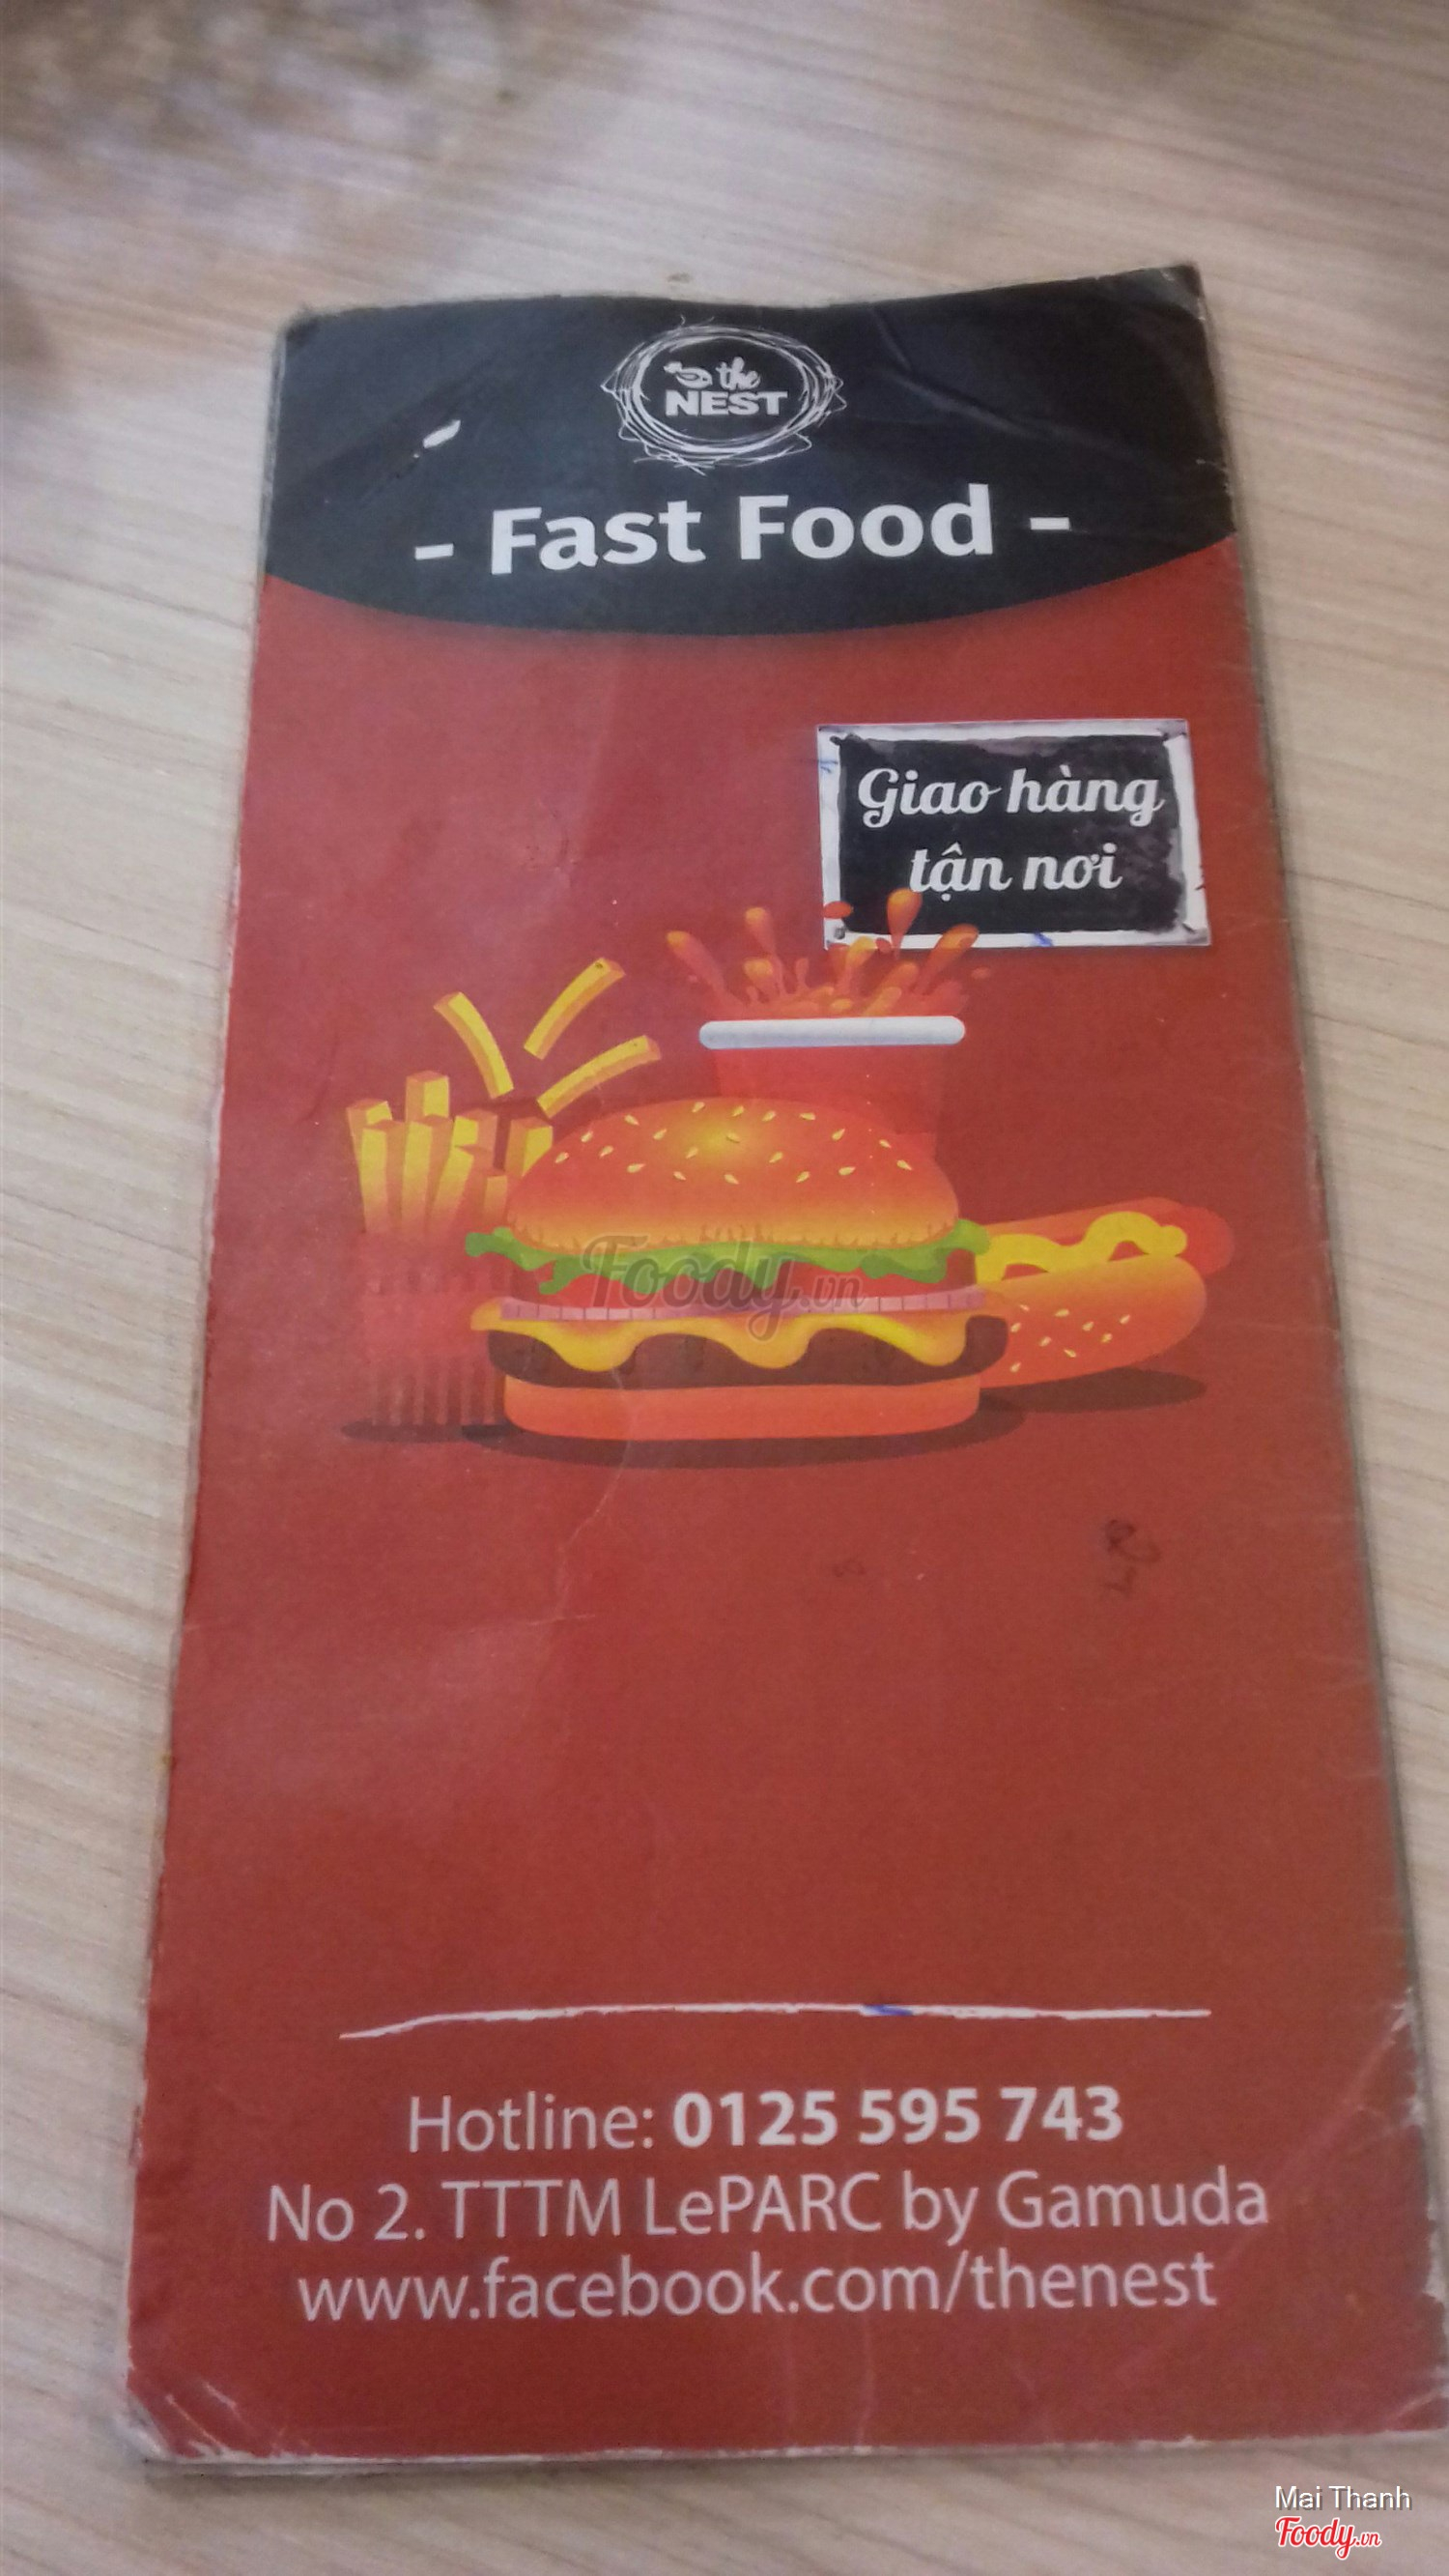 the
NEST
- Fast Food -
Giao hàng
tận nơi
Foody.vn
Hotline: 0125 595 743
No 2. TTTM LePARC by Gamuda
www.facebook.com/thenest
Mai Thanh
Foody.vn